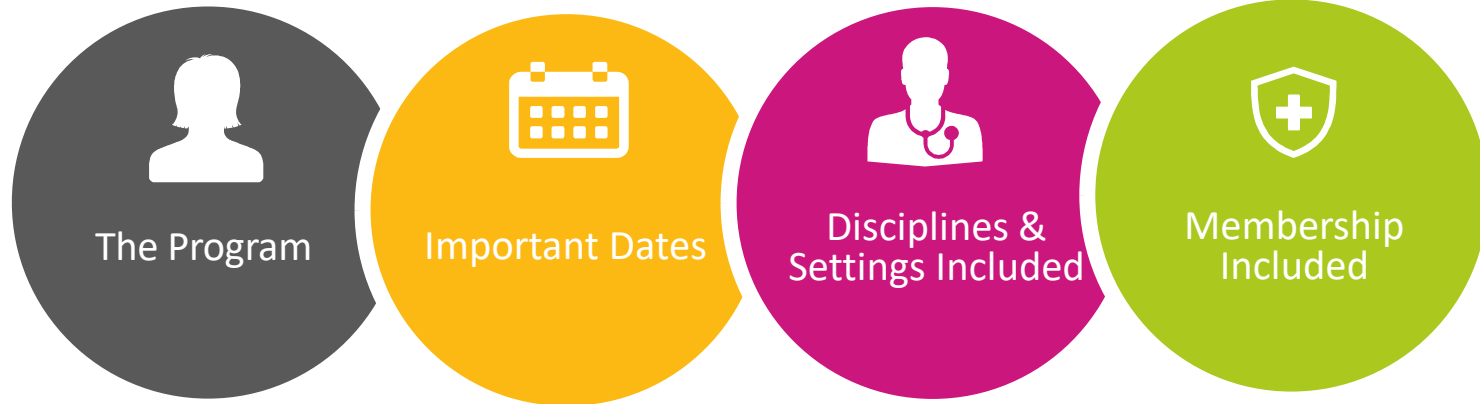 The Program
Important Dates
Disciplines &
Settings Included
Membership
Included